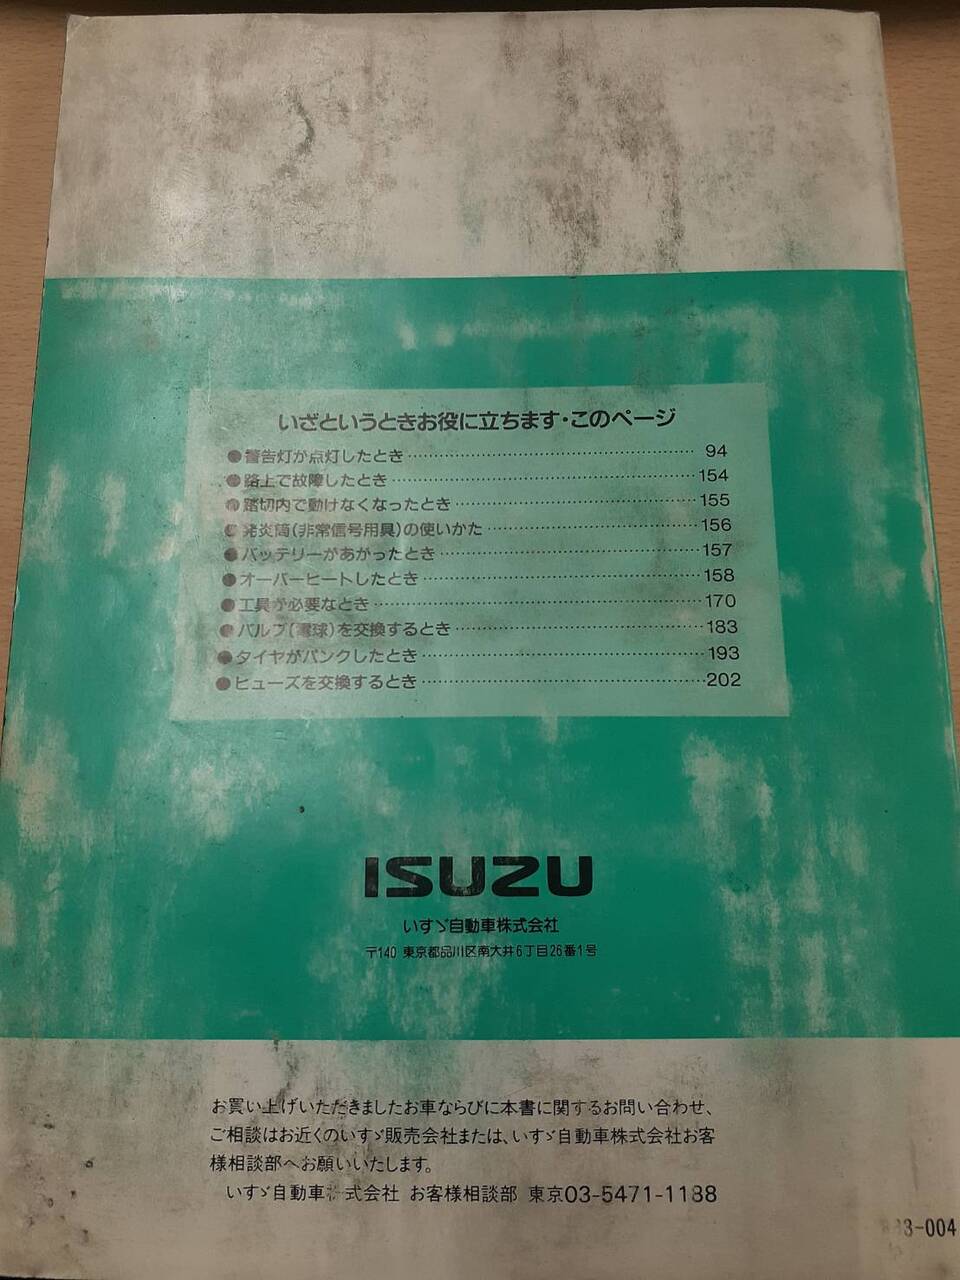 いざというときお役に立ちます・このページ
●警告灯が点灯したとき…………94
●路上で故障したとき…………154
●踏切内で動けなくなったとき…………155
●発炎筒(非常信号用具)の使いかた…………156
●バッテリーがあがったとき…………157
●オーバーヒートしたとき…………158
●工具が必要なとき…………170
●バルブ(電球)を交換するとき…………183
●タイヤがパンクしたとき…………193
●ヒューズを交換するとき…………202
ISUZU
いすゞ自動車株式会社
〒140 東京都品川区南大井6丁目26番1号
お買い上げいただきましたお車ならびに本書に関するお問い合わせ、
ご相談はお近くのいすゞ販売会社または、いすゞ自動車株式会社お客
様相談部へお願いいたします。
いすゞ自動車株式会社 お客様相談部 東京03-5471-1188
3-004